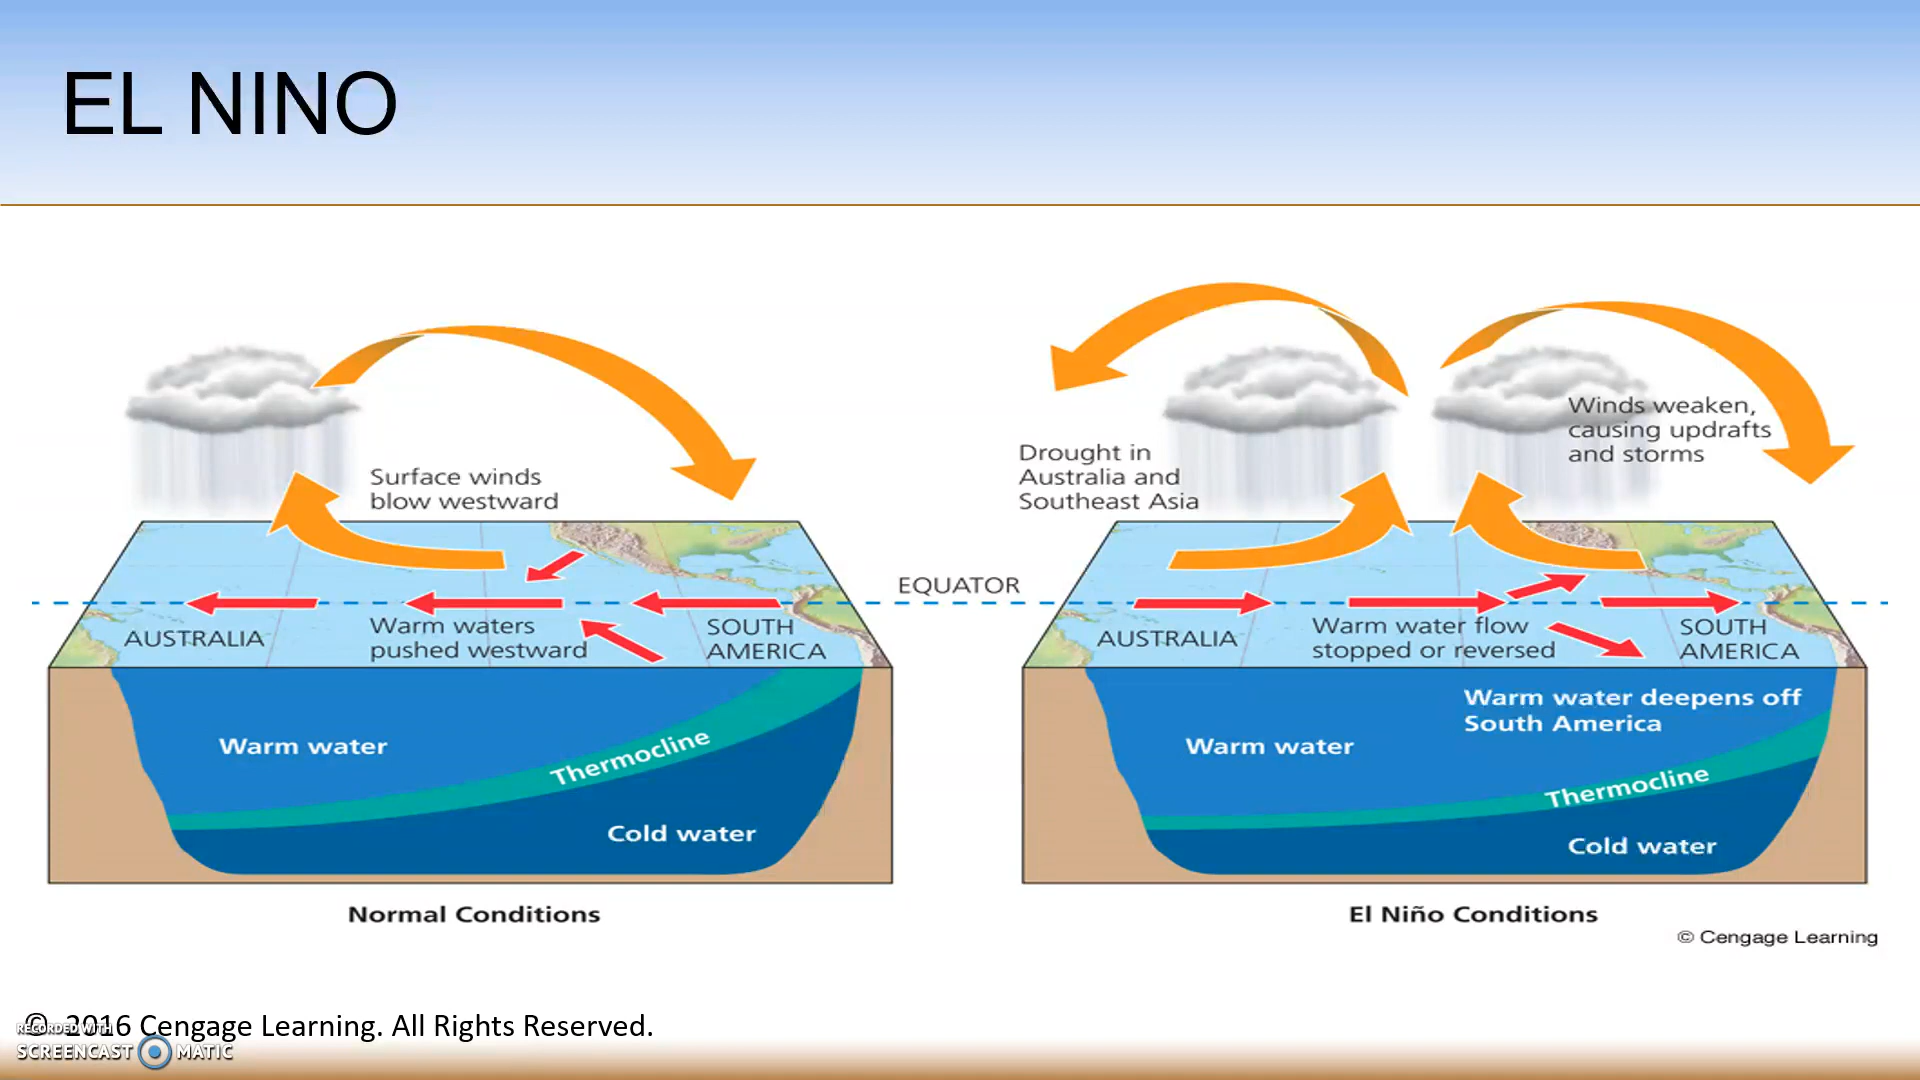 EL NINO
Surface winds
blow westward
AUSTRALIA
Warm waters
pushed westward
SOUTH
AMERICA
Warm water
Thermocline
Cold water
Normal Conditions
EQUATOR
Drought in
Australia and
Southeast Asia
Winds weaken,
causing updrafts
and storms
AUSTRALIA
Warm water flow
stopped or reversed
SOUTH
AMERICA
Warm water deepens off
South America
Warm water
Thermocline
Cold water
El Niño Conditions
© Cengage Learning
© 2016 Cengage Learning. All Rights Reserved.
RECORDED WITH
SCREENCAST MATIC